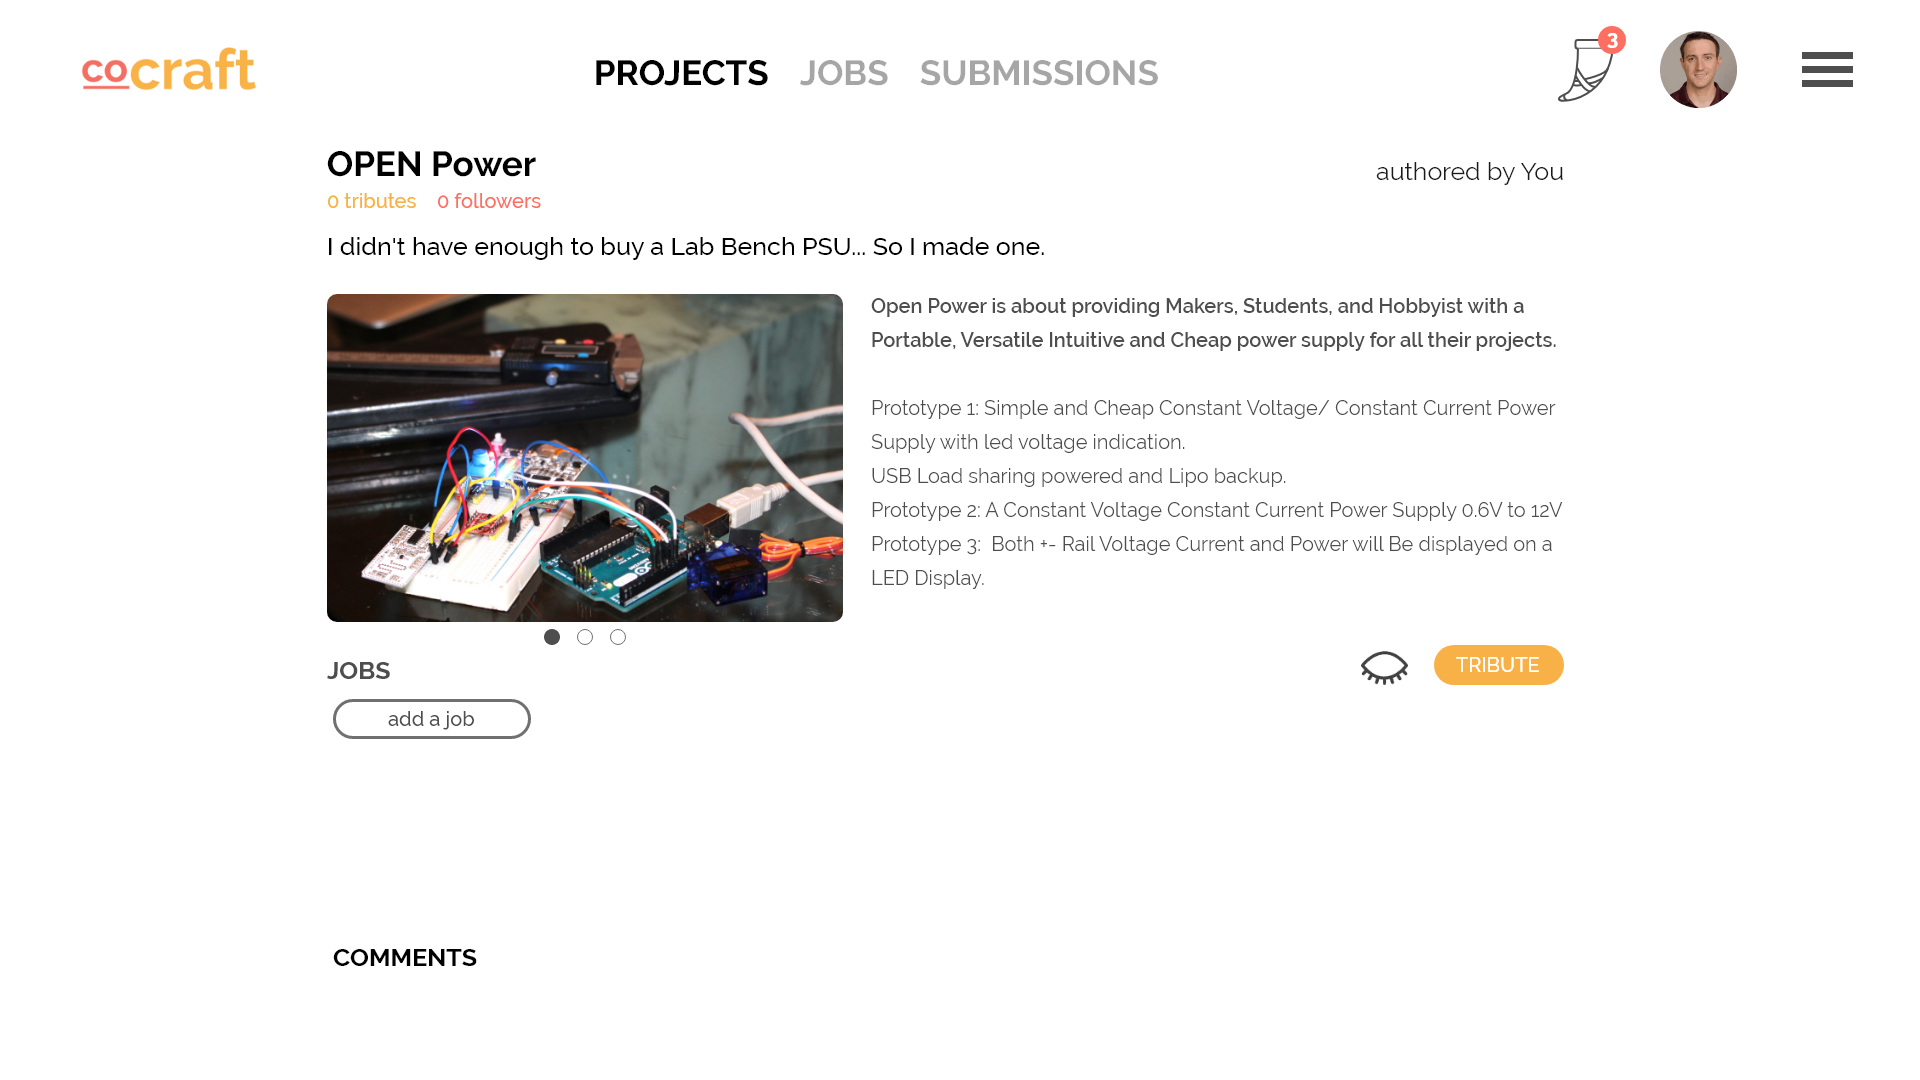 cocraft
PROJECTS JOBS SUBMISSIONS
3
OPEN Power
authored by You
0 tributes 0 followers
I didn't have enough to buy a Lab Bench PSU... So I made one.
Open Power is about providing Makers, Students, and Hobbyist with a
Portable, Versatile Intuitive and Cheap power supply for all their projects.
Prototype 1: Simple and Cheap Constant Voltage/ Constant Current Power
Supply with led voltage indication.
USB Load sharing powered and Lipo backup.
Prototype 2: A Constant Voltage Constant Current Power Supply 0.6V to 12V
Prototype 3:  Both +- Rail Voltage Current and Power will Be displayed on a
LED Display.
TRIBUTE
JOBS
add a job
COMMENTS